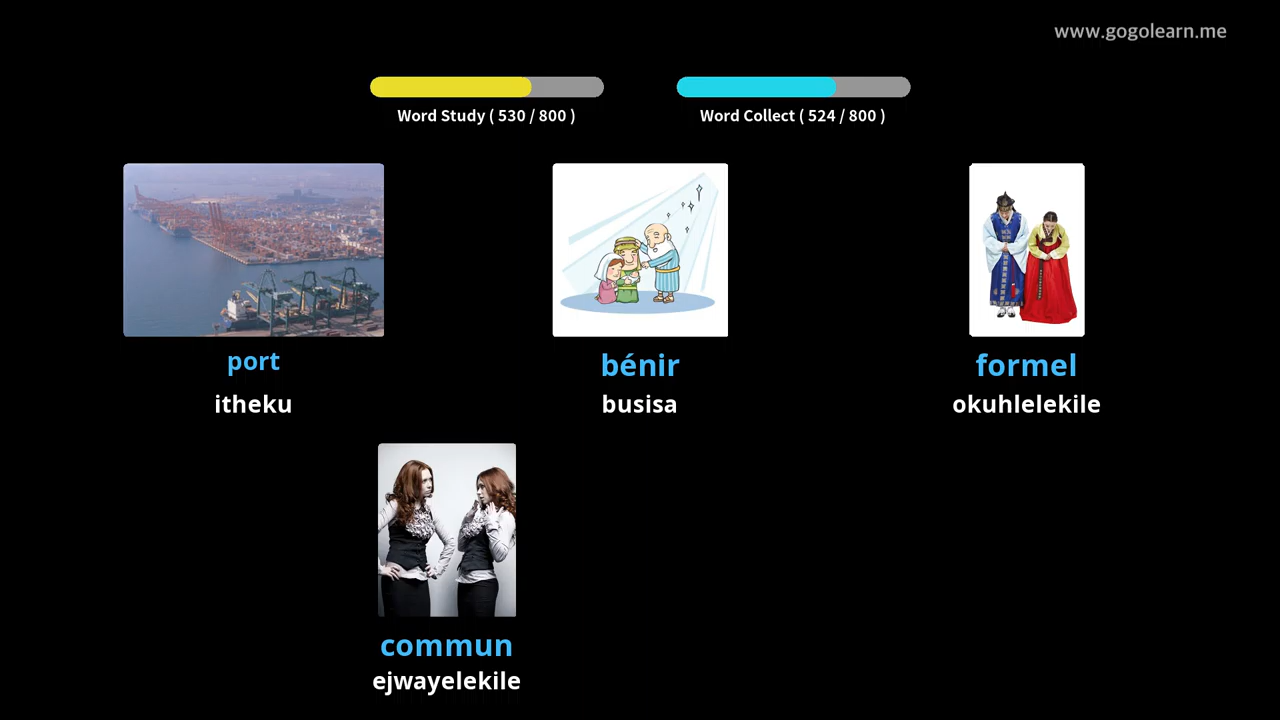 www.gogolearn.me
Word Study ( 530 / 800 )
Word Collect ( 524 / 800 )
port
itheku
bénir
busisa
formel
okuhlelekile
commun
ejwayelekile